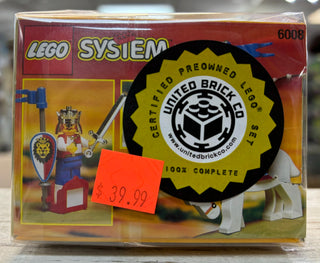 LEGO SYSTEM
6008
CERTIFIED PREOWNED LEGO® SET
UNITED BRICK CO
www.unitedbrickco.com
100% COMPLETE
$ 39.99